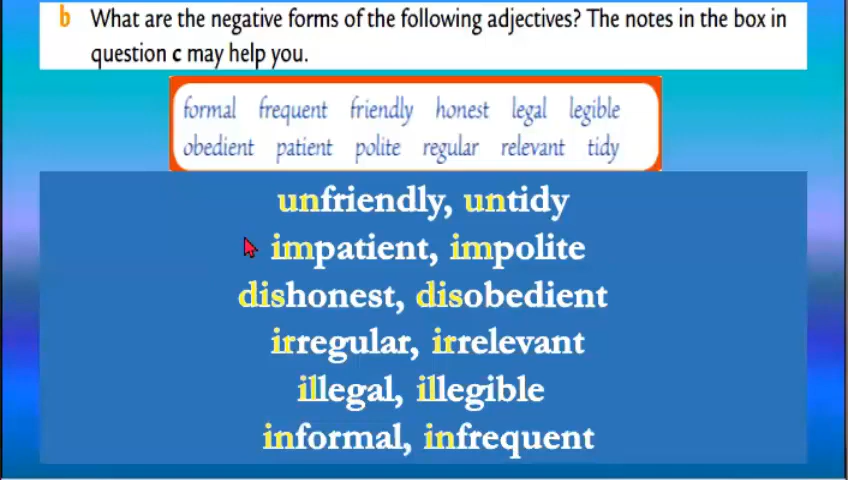 b What are the negative forms of the following adjectives? The notes in the box in
question c may help you.
formal frequent friendly honest legal legible
obedient patient polite regular relevant tidy
unfriendly, untidy
impatient, impolite
dishonest, disobedient
irregular, irrelevant
illegal, illegible
informal, infrequent